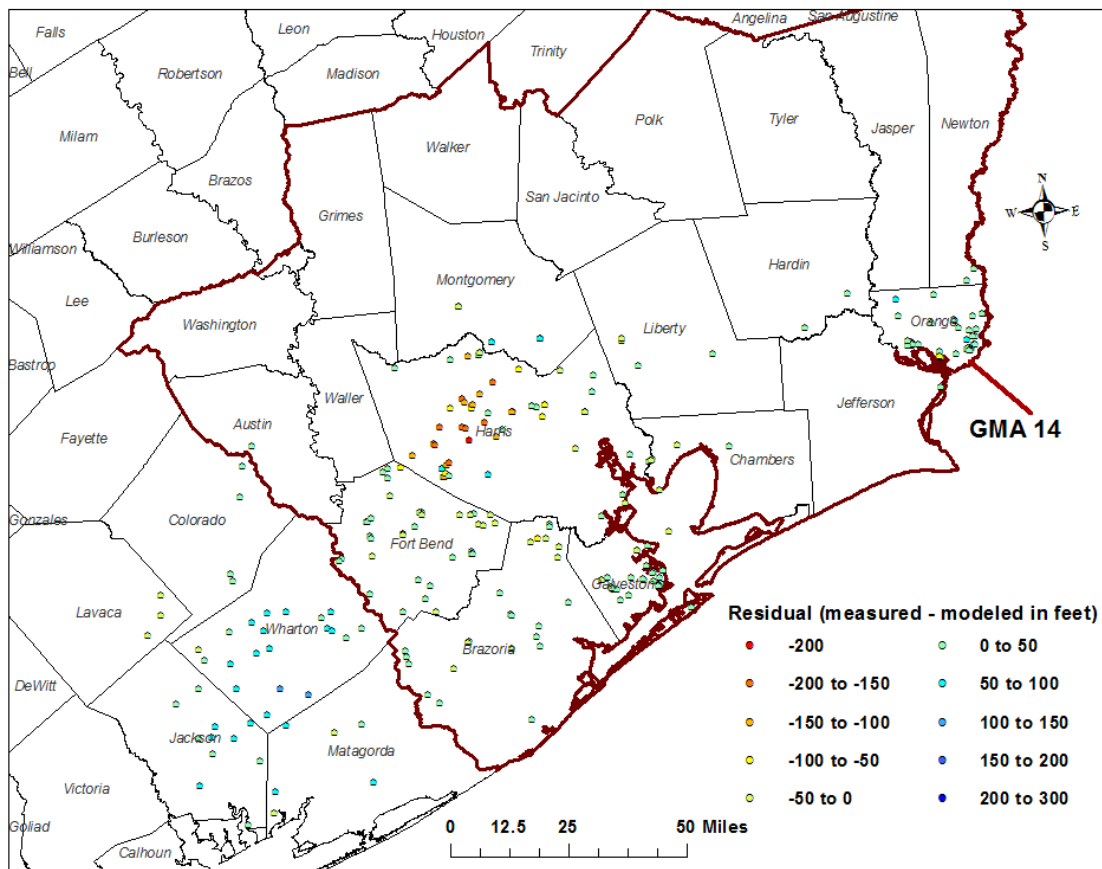 Falls
Leon
Houston
Angelina
San Augustine
Bell
Robertson
Madison
Trinity
Milam
Walker
Polk
Tyler
Jasper
Newton
Brazos
San Jacinto
Grimes
N
W
E
S
Williamson
Burleson
Hardin
Lee
Montgomery
Washington
Liberty
Orange
Bastrop
Waller
Jefferson
Fayette
Austin
Harris
GMA 14
Chambers
Gonzales
Colorado
Fort Bend
Lavaca
Galveston
Wharton
Brazoria
DeWitt
Jackson
Matagorda
Victoria
Goliad
Calhoun
Residual (measured - modeled in feet)
-200
0 to 50
-200 to -150
50 to 100
-150 to -100
100 to 150
-100 to -50
150 to 200
-50 to 0
200 to 300
0 12.5 25 50 Miles